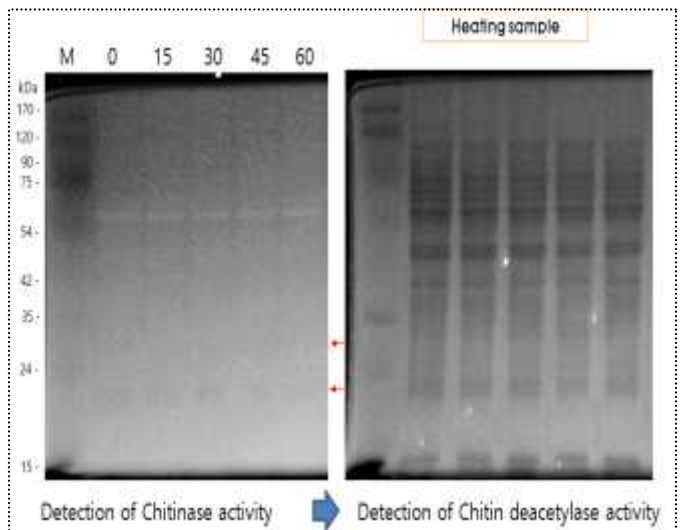 Heating sample
M 0 15 30 45 60
kDa
170 -
120 -
90 -
75 -
54 -
42 -
35 -
24 -
15 -
Detection of Chitinase activity
Detection of Chitin deacetylase activity